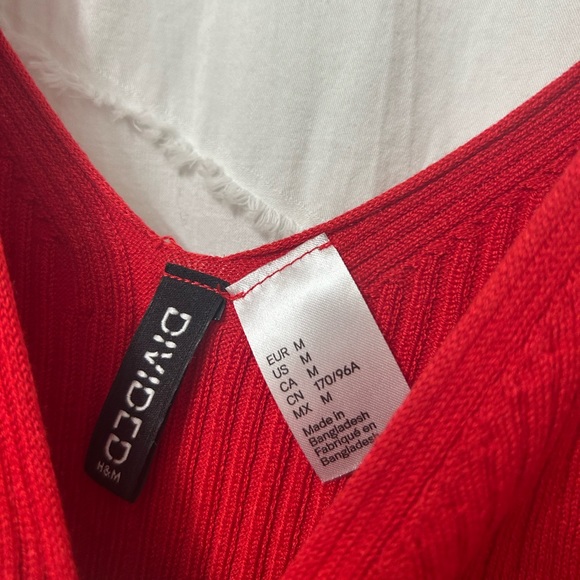 DIVIDED
H&M
EUR M
US M
CA M
CN 170/96A
MX M
Made in
Bangladesh
Fabriqué en
Bangladesh